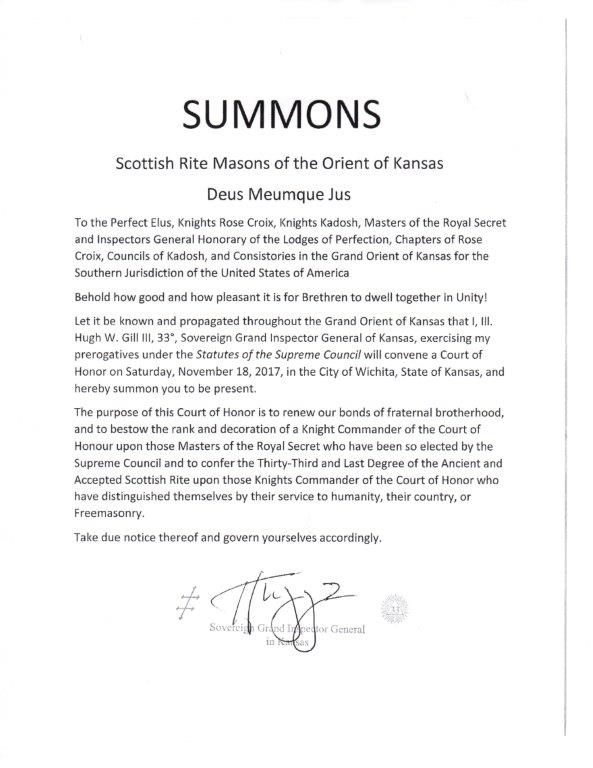 SUMMONS
Scottish Rite Masons of the Orient of Kansas
Deus Meumque Jus
To the Perfect Elus, Knights Rose Croix, Knights Kadosh, Masters of the Royal Secret
and Inspectors General Honorary of the Lodges of Perfection, Chapters of Rose
Croix, Councils of Kadosh, and Consistories in the Grand Orient of Kansas for the
Southern Jurisdiction of the United States of America
Behold how good and how pleasant it is for Brethren to dwell together in Unity!
Let it be known and propagated throughout the Grand Orient of Kansas that I, Ill.
Hugh W. Gill III, 33°, Sovereign Grand Inspector General of Kansas, exercising my
prerogatives under the Statutes of the Supreme Council will convene a Court of
Honor on Saturday, November 18, 2017, in the City of Wichita, State of Kansas, and
hereby summon you to be present.
The purpose of this Court of Honor is to renew our bonds of fraternal brotherhood,
and to bestow the rank and decoration of a Knight Commander of the Court of
Honour upon those Masters of the Royal Secret who have been so elected by the
Supreme Council and to confer the Thirty-Third and Last Degree of the Ancient and
Accepted Scottish Rite upon those Knights Commander of the Court of Honor who
have distinguished themselves by their service to humanity, their country, or
Freemasonry.
Take due notice thereof and govern yourselves accordingly.
Sovereign Grand Inspector General
in Kansas
33